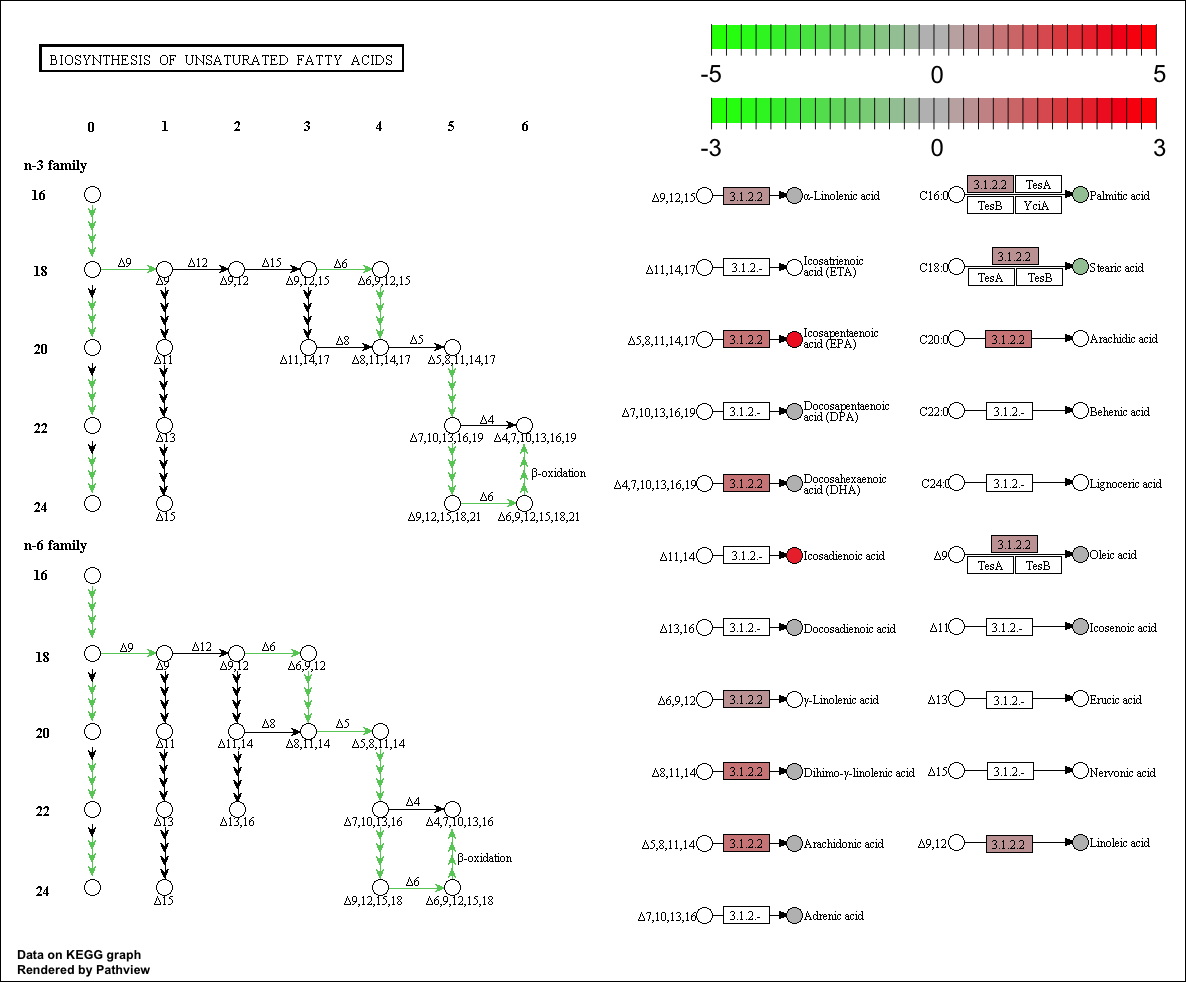 BIOSYNTHESIS OF UNSATURATED FATTY ACIDS
-5 0 5
-3 0 3
0 1 2 3 4 5 6
n-3 family
16
18
Δ9 Δ12 Δ15 Δ6
Δ9 Δ9,12 Δ9,12,15 Δ6,9,12,15
20
Δ8 Δ5
Δ11 Δ11,14,17 Δ8,11,14,17 Δ5,8,11,14,17
22
Δ4
Δ13 Δ7,10,13,16,19 Δ4,7,10,13,16,19
β-oxidation
24
Δ6
Δ15 Δ9,12,15,18,21 Δ6,9,12,15,18,21
n-6 family
16
18
Δ9 Δ12 Δ6
Δ9 Δ9,12 Δ6,9,12
20
Δ8 Δ5
Δ11 Δ11,14 Δ8,11,14 Δ5,8,11,14
22
Δ4
Δ13 Δ13,16 Δ7,10,13,16 Δ4,7,10,13,16
β-oxidation
24
Δ6
Δ15 Δ9,12,15,18 Δ6,9,12,15,18
Δ9,12,15 3.1.2.2 α-Linolenic acid
Δ11,14,17 3.1.2.- Icosatrienoic
acid (ETA)
Δ5,8,11,14,17 3.1.2.2 Icosapentaenoic
acid (EPA)
Δ7,10,13,16,19 3.1.2.- Docosapentaenoic
acid (DPA)
Δ4,7,10,13,16,19 3.1.2.2 Docosahexaenoic
acid (DHA)
Δ11,14 3.1.2.- Icosadienoic acid
Δ13,16 3.1.2.- Docosadienoic acid
Δ6,9,12 3.1.2.2 γ-Linolenic acid
Δ8,11,14 3.1.2.2 Dihimo-γ-linolenic acid
Δ5,8,11,14 3.1.2.2 Arachidonic acid
Δ7,10,13,16 3.1.2.- Adrenic acid
3.1.2.2 TesA
C16:0 Palmitic acid
TesB YciA
3.1.2.2
C18:0 Stearic acid
TesA TesB
C20:0 3.1.2.2 Arachidic acid
C22:0 3.1.2.- Behenic acid
C24:0 3.1.2.- Lignoceric acid
3.1.2.2
Δ9 Oleic acid
TesA TesB
Δ11 3.1.2.- Icosenoic acid
Δ13 3.1.2.- Erucic acid
Δ15 3.1.2.- Nervonic acid
Δ9,12 3.1.2.2 Linoleic acid
Data on KEGG graph
Rendered by Pathview